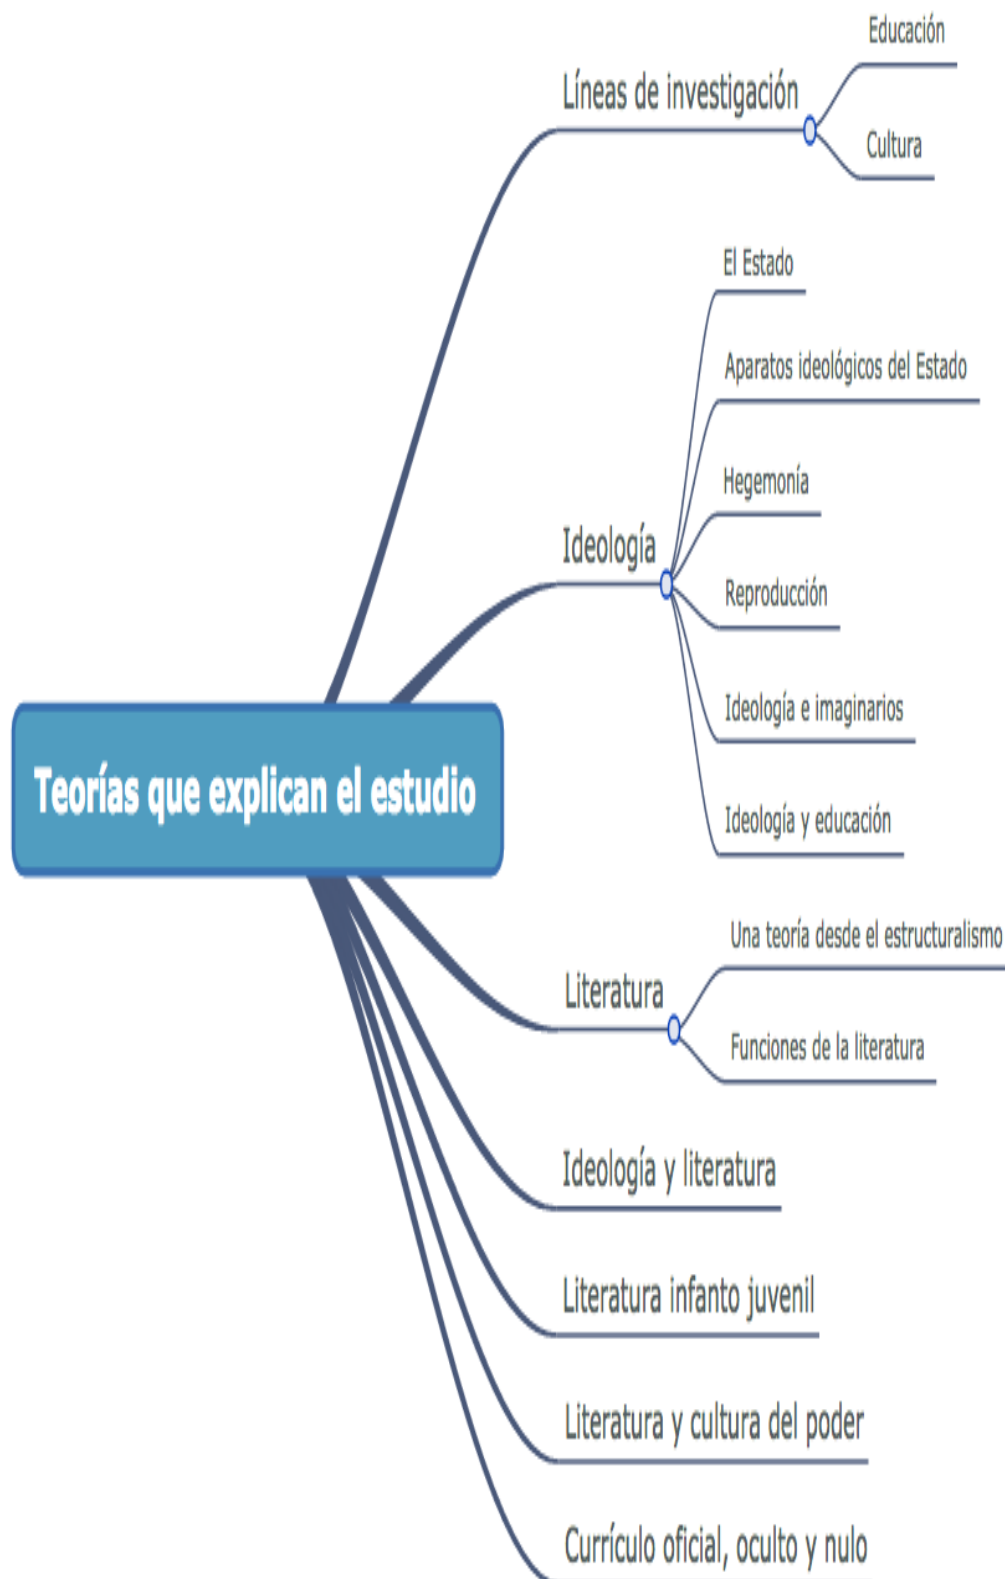 Teorías que explican el estudio
Líneas de investigación
Educación
Cultura
Ideología
El Estado
Aparatos ideológicos del Estado
Hegemonía
Reproducción
Ideología e imaginarios
Ideología y educación
Literatura
Una teoría desde el estructuralismo
Funciones de la literatura
Ideología y literatura
Literatura infanto juvenil
Literatura y cultura del poder
Currículo oficial, oculto y nulo